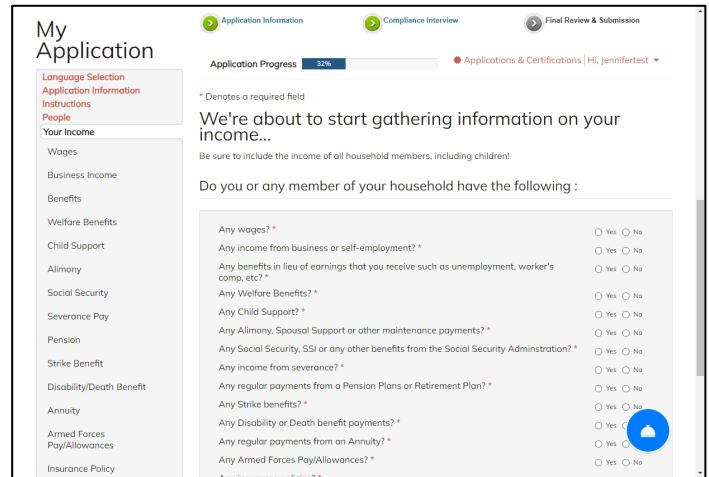 My
Application
Language Selection
Application Information
Instructions
People
Your Income
Wages
Business Income
Benefits
Welfare Benefits
Child Support
Alimony
Social Security
Severance Pay
Pension
Strike Benefit
Disability/Death Benefit
Annuity
Armed Forces
Pay/Allowances
Insurance Policy
Application Information
Compliance Interview
Final Review & Submission
Application Progress 32%
Applications & Certifications | Hi, Jennifertest
* Denotes a required field
We're about to start gathering information on your
income...
Be sure to include the income of all household members, including children!
Do you or any member of your household have the following :
Any wages? * Yes No
Any income from business or self-employment? * Yes No
Any benefits in lieu of earnings that you receive such as unemployment, worker's
comp, etc? * Yes No
Any Welfare Benefits? * Yes No
Any Child Support? * Yes No
Any Alimony, Spousal Support or other maintenance payments? * Yes No
Any Social Security, SSI or any other benefits from the Social Security Adminstration? * Yes No
Any income from severance? * Yes No
Any regular payments from a Pension Plans or Retirement Plan? * Yes No
Any Strike benefits? * Yes No
Any Disability or Death benefit payments? * Yes
Any regular payments from an Annuity? * Yes
Any Armed Forces Pay/Allowances? * Yes No